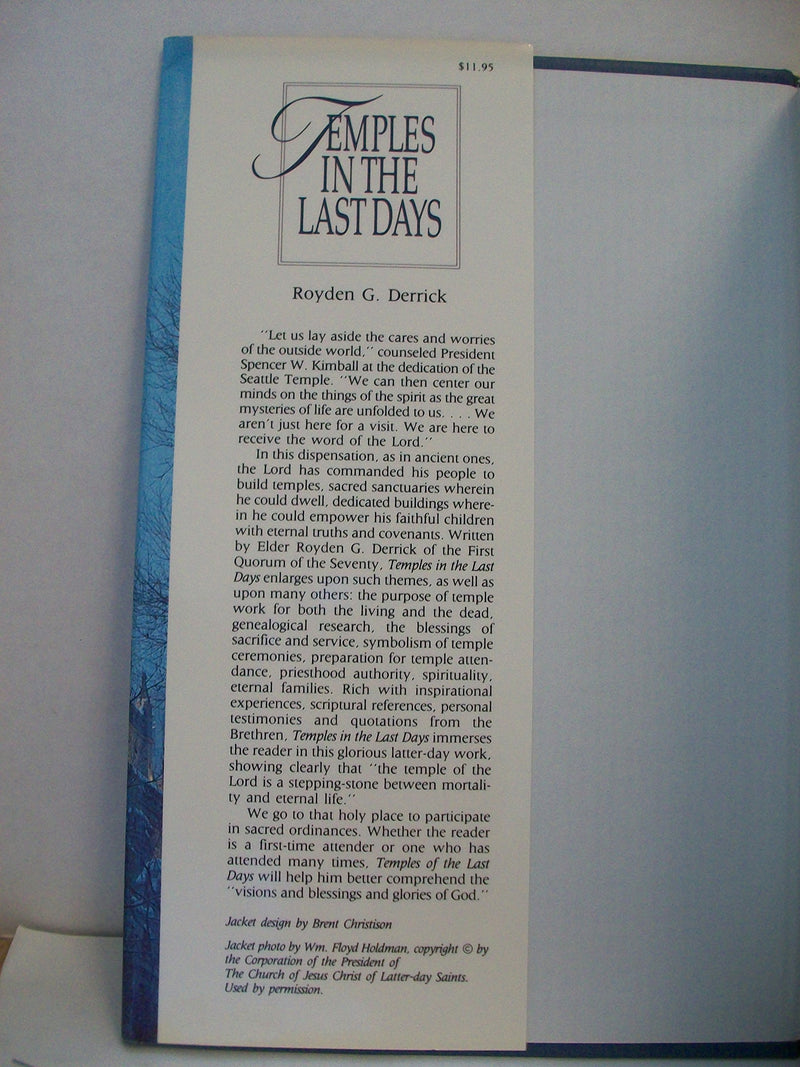 $11.95
TEMPLES
IN THE
LAST DAYS
Royden G. Derrick
"Let us lay aside the cares and worries
of the outside world," counseled President
Spencer W. Kimball at the dedication of the
Seattle Temple. "We can then center our
minds on the things of the spirit as the great
mysteries of life are unfolded to us. . . . We
aren't just here for a visit. We are here to
receive the word of the Lord."
In this dispensation, as in ancient ones,
the Lord has commanded his people to
build temples, sacred sanctuaries wherein
he could dwell, dedicated buildings where-
in he could empower his faithful children
with eternal truths and covenants. Written
by Elder Royden G. Derrick of the First
Quorum of the Seventy, Temples in the Last
Days enlarges upon such themes, as well as
upon many others: the purpose of temple
work for both the living and the dead,
genealogical research, the blessings of
sacrifice and service, symbolism of temple
ceremonies, preparation for temple atten-
dance, priesthood authority, spirituality,
eternal families. Rich with inspirational
experiences, scriptural references, personal
testimonies and quotations from the
Brethren, Temples in the Last Days immerses
the reader in this glorious latter-day work,
showing clearly that "the temple of the
Lord is a stepping-stone between mortali-
ty and eternal life."
We go to that holy place to participate
in sacred ordinances. Whether the reader
is a first-time attender or one who has
attended many times, Temples of the Last
Days will help him better comprehend the
"visions and blessings and glories of God."
Jacket design by Brent Christison
Jacket photo by Wm. Floyd Holdman, copyright © by
the Corporation of the President of
The Church of Jesus Christ of Latter-day Saints.
Used by permission.